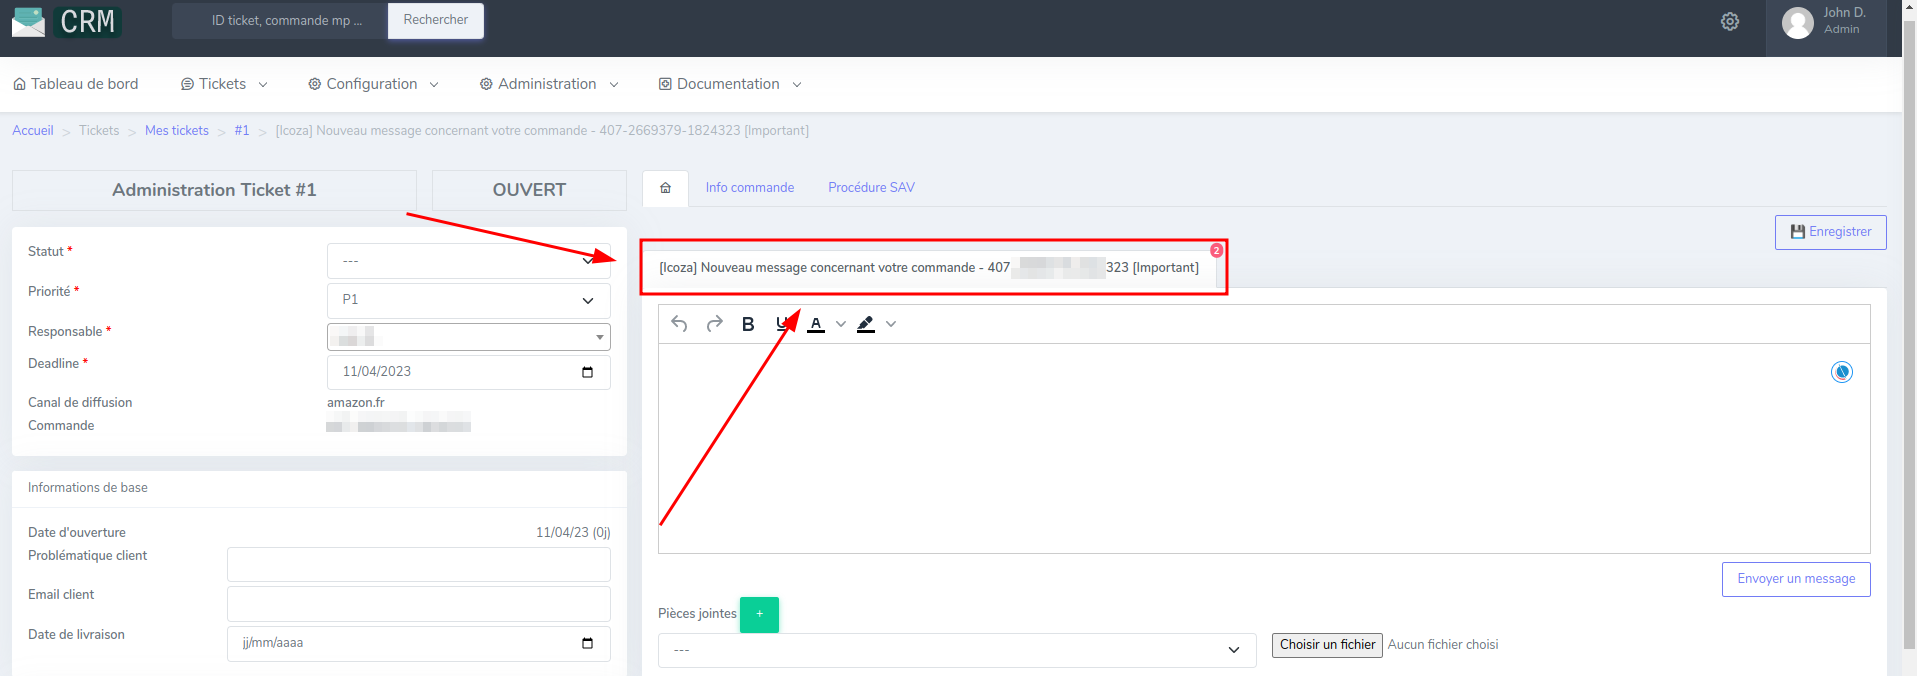 CRM
ID ticket, commande mp ...
Rechercher
John D.
Admin
Tableau de bord
Tickets
Configuration
Administration
Documentation
Accueil > Tickets > Mes tickets > #1 > [Icoza] Nouveau message concernant votre commande - 407-2669379-1824323 [Important]
Administration Ticket #1
OUVERT
Info commande
Procédure SAV
Enregistrer
Statut *
---
Priorité *
P1
Responsable *
Deadline *
11/04/2023
Canal de diffusion
amazon.fr
Commande
2
[Icoza] Nouveau message concernant votre commande - 407 323 [Important]
B U A
Informations de base
Date d'ouverture
11/04/23 (0j)
Problématique client
Email client
Date de livraison
jj/mm/aaaa
Envoyer un message
Pièces jointes +
---
Choisir un fichier
Aucun fichier choisi